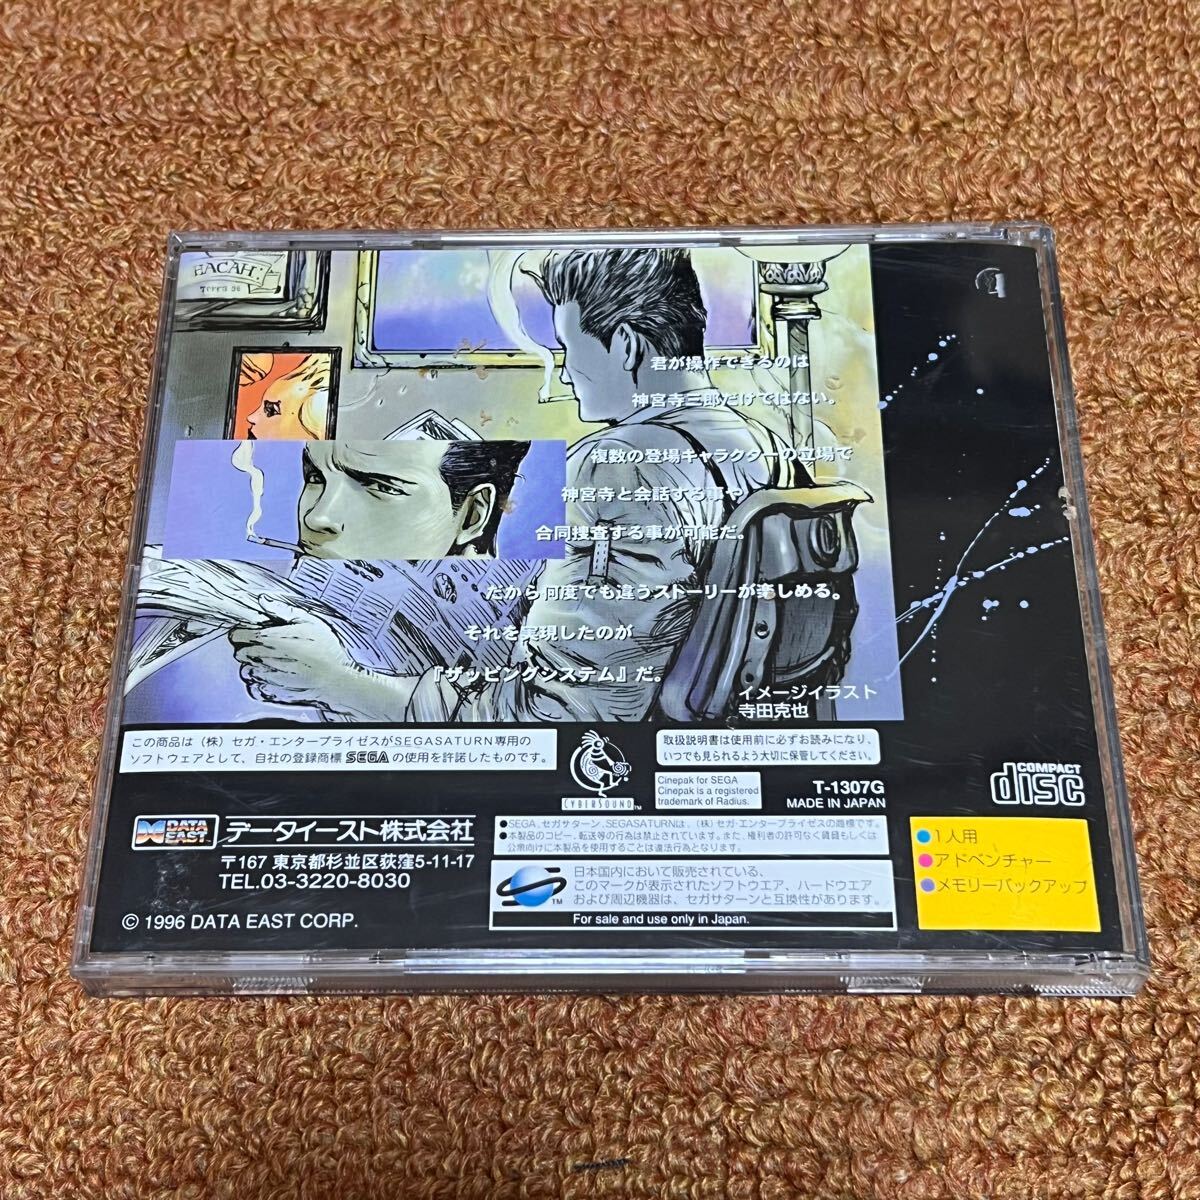 君が操作できるのは
神宮寺三郎だけではない。
複数の登場キャラクターの立場で
神宮寺と会話する事や
合同捜査する事が可能だ。
だから何度でも違うストーリーが楽しめる。
それを実現したのが
『ザッピングシステム』だ。
イメージイラスト
寺田克也
この商品は(株)セガ・エンタープライゼスがSEGASATURN専用の
ソフトウェアとして、自社の登録商標 SEGA の使用を許諾したものです。
CYBERSOUND™
取扱説明書は使用前に必ずお読みになり、
いつでも見られるよう大切に保管してください。
Cinepak for SEGA
Cinepak is a registered
trademark of Radius.
T-1307G
MADE IN JAPAN
COMPACT
disc
DATA
EAST
データイースト株式会社
〒167 東京都杉並区荻窪5-11-17
TEL.03-3220-8030
© 1996 DATA EAST CORP.
●SEGA、セガサターン、SEGASATURNは、(株)セガ・エンタープライゼスの商標です。
●本製品のコピー、転送等の行為は禁止されています。また、権利者の許可なく賃貸もしくは
公衆向けに本製品を使用することは違法行為となります。
日本国内において販売されている、
このマークが表示されたソフトウエア、ハードウエア
および周辺機器は、セガサターンと互換性があります。
For sale and use only in Japan.
●1人用
●アドベンチャー
●メモリーバックアップ